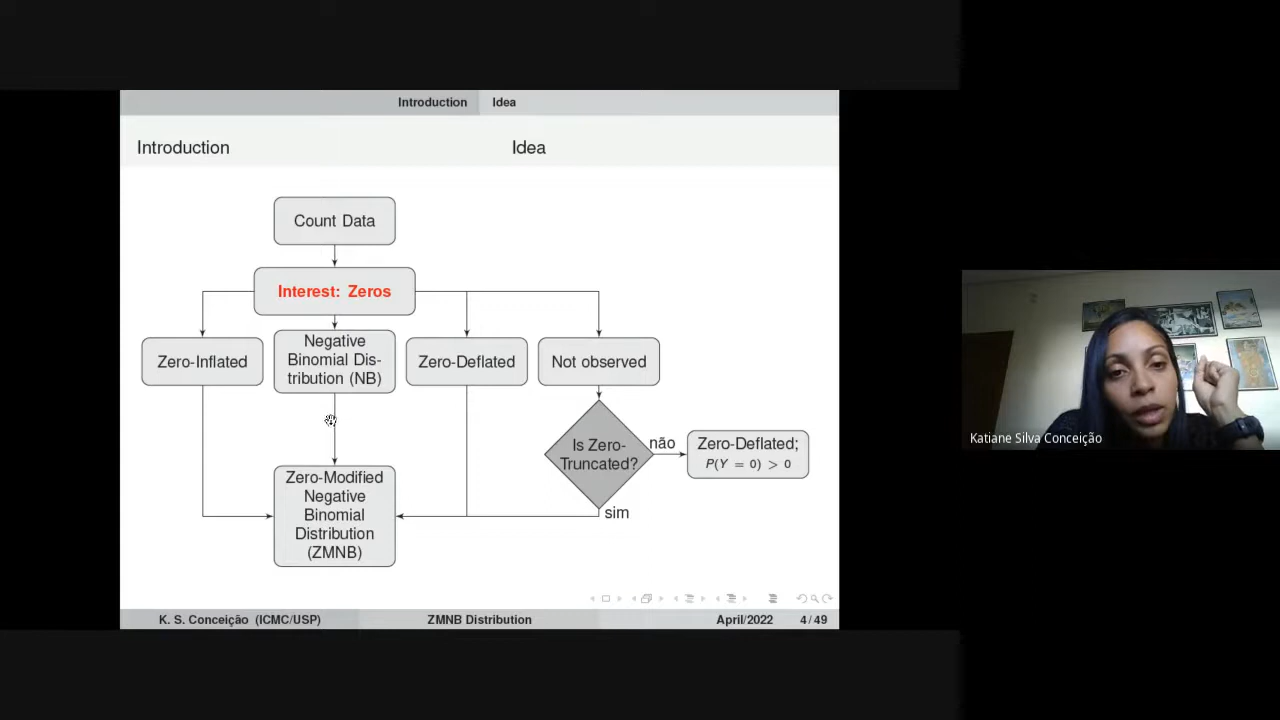 Introduction Idea
Introduction Idea
Count Data
Interest: Zeros
Zero-Inflated
Negative
Binomial Dis-
tribution (NB)
Zero-Deflated
Not observed
Is Zero-
Truncated?
não
Zero-Deflated;
P(Y = 0) > 0
sim
Zero-Modified
Negative
Binomial
Distribution
(ZMNB)
K. S. Conceição (ICMC/USP) ZMNB Distribution April/2022 4/49
Katiane Silva Conceição